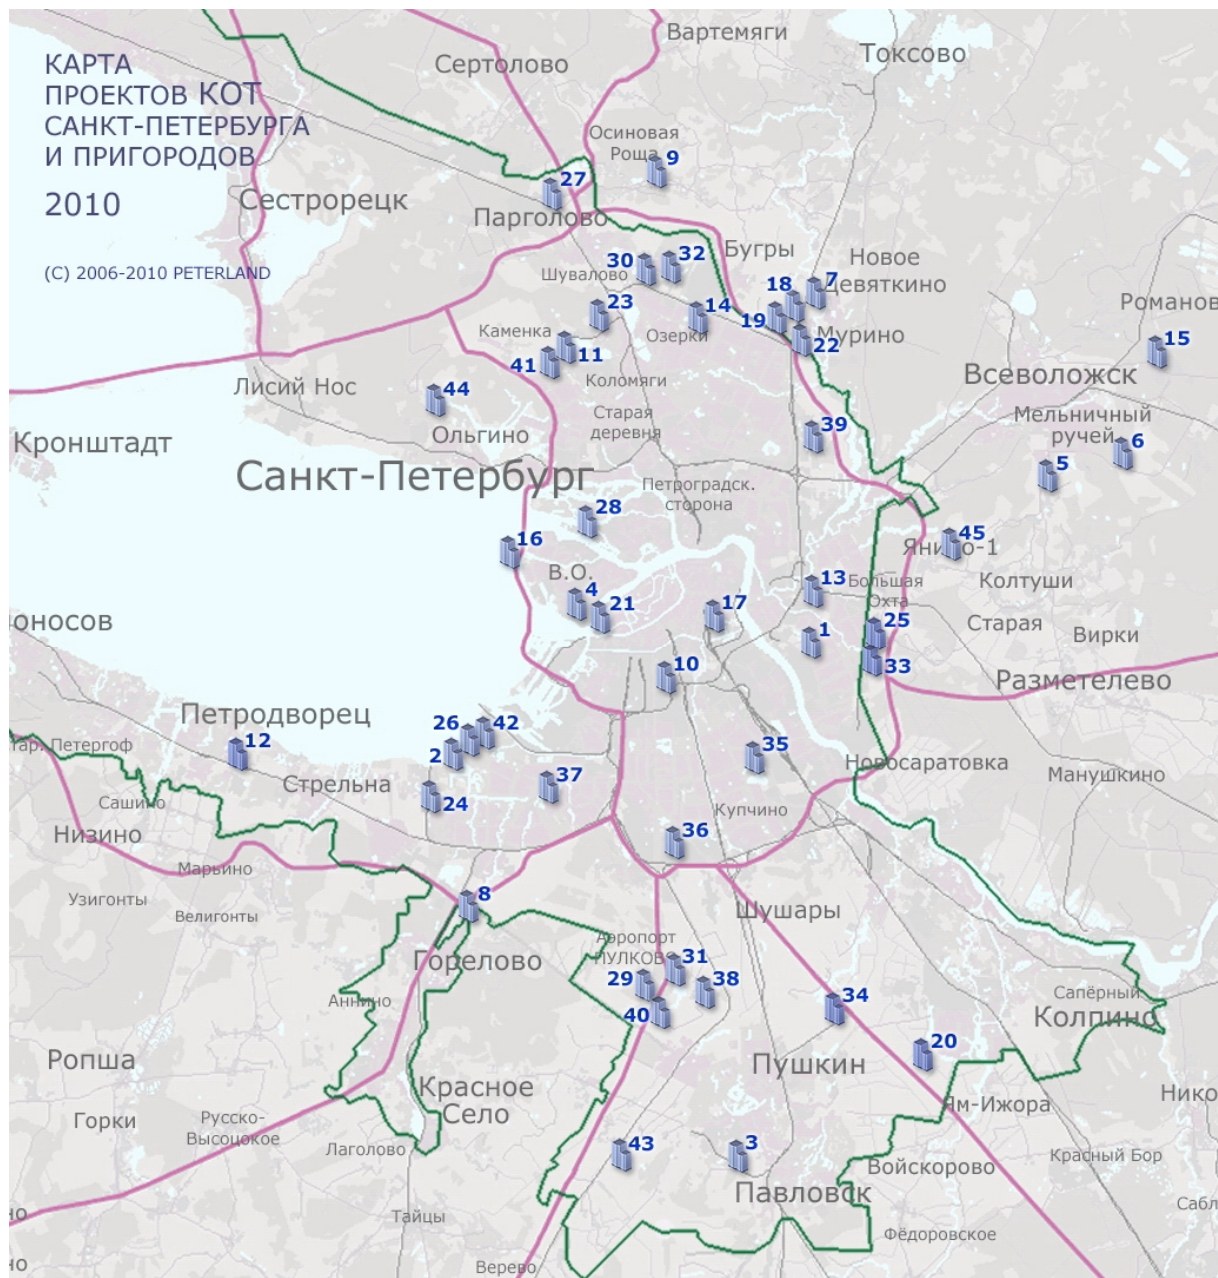 КАРТА
ПРОЕКТОВ КОТ
САНКТ-ПЕТЕРБУРГА
И ПРИГОРОДОВ
2010
(C) 2006-2010 PETERLAND
Вартемяги
Сертолово
Токсово
Осиновая
Роща
9
27
Сестрорецк
Парголово
Бугры
30
32
Шувалово
Новое
Девяткино
18
7
Романов
23
14
19
Каменка
Озерки
Мурино
22
15
41
11
Коломяги
Всеволожск
Лисий Нос
44
Старая
деревня
Мельничный
ручей
Кронштадт
Ольгино
39
6
5
Санкт-Петербург
Петроградск.
сторона
28
16
45
Янино-1
В.О.
13
Большая
Охта
Колтуши
4
21
17
оносов
25
Старая
Вирки
1
33
10
Разметелево
Петродворец
26
42
12
2
35
тар. Петергоф
Новосаратовка
Стрельна
37
Манушкино
24
Сашино
Купчино
Низино
36
Марьино
Узигонты
8
Велигонты
Шушары
Аэропорт
ПУЛКОВО
Горелово
31
29
38
Аннино
34
Сапёрный
40
Колпино
20
Ропша
Пушкин
Красное
Село
Нико
Ям-Ижора
Горки
Русско-
Высоцкое
Лаголово
43
3
Красный Бор
Войскорово
Павловск
Сабл
Тайцы
но
Фёдоровское
Верево
но